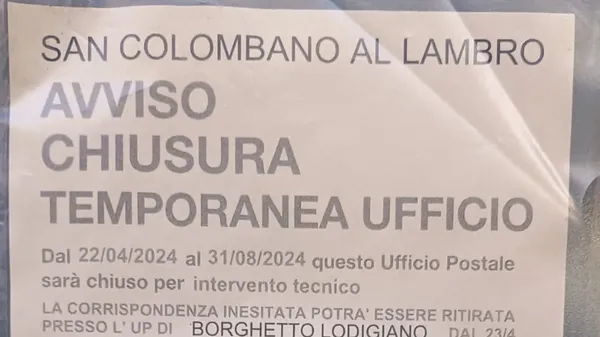 SAN COLOMBANO AL LAMBRO
AVVISO
CHIUSURA
TEMPORANEA UFFICIO
Dal 22/04/2024 al 31/08/2024 questo Ufficio Postale
sarà chiuso per intervento tecnico
LA CORRISPONDENZA INESITATA POTRA' ESSERE RITIRATA
PRESSO L' UP DI BORGHETTO LODIGIANO DAL 23/4